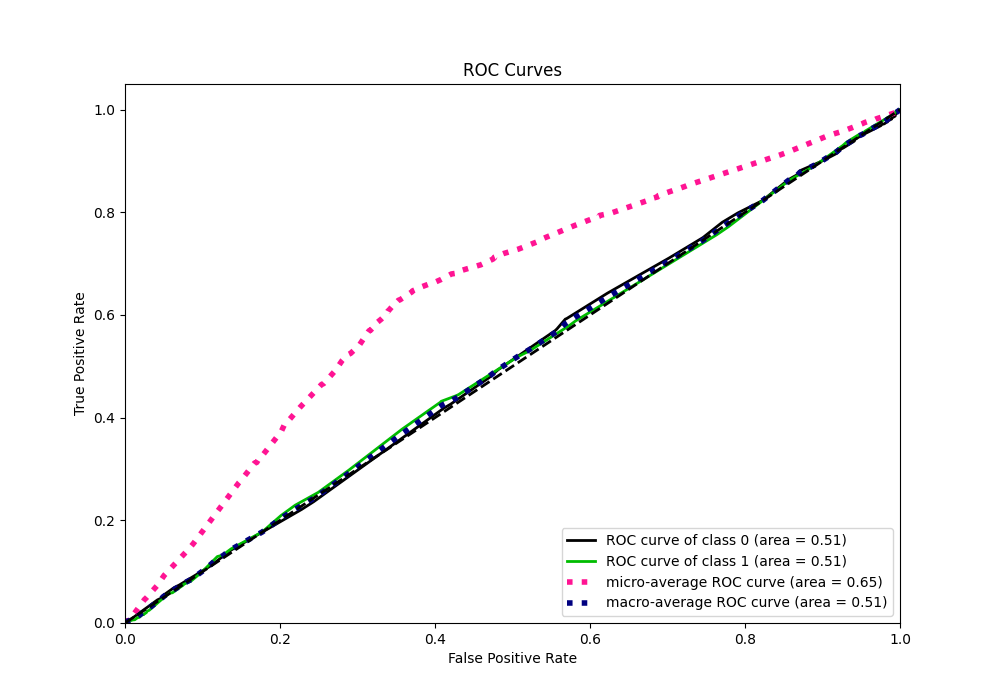 ROC Curves
True Positive Rate
1.0
0.8
0.6
0.4
0.2
0.0
0.0 0.2 0.4 0.6 0.8 1.0
False Positive Rate
ROC curve of class 0 (area = 0.51)
ROC curve of class 1 (area = 0.51)
micro-average ROC curve (area = 0.65)
macro-average ROC curve (area = 0.51)